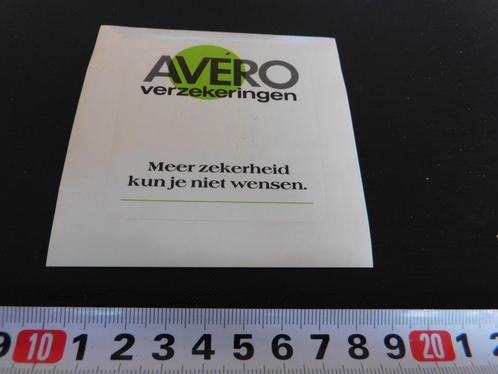 AVÉRO
verzekeringen
Meer zekerheid
kun je niet wensen.
9 10 1 2 3 4 5 6 7 8 9 20 1 2